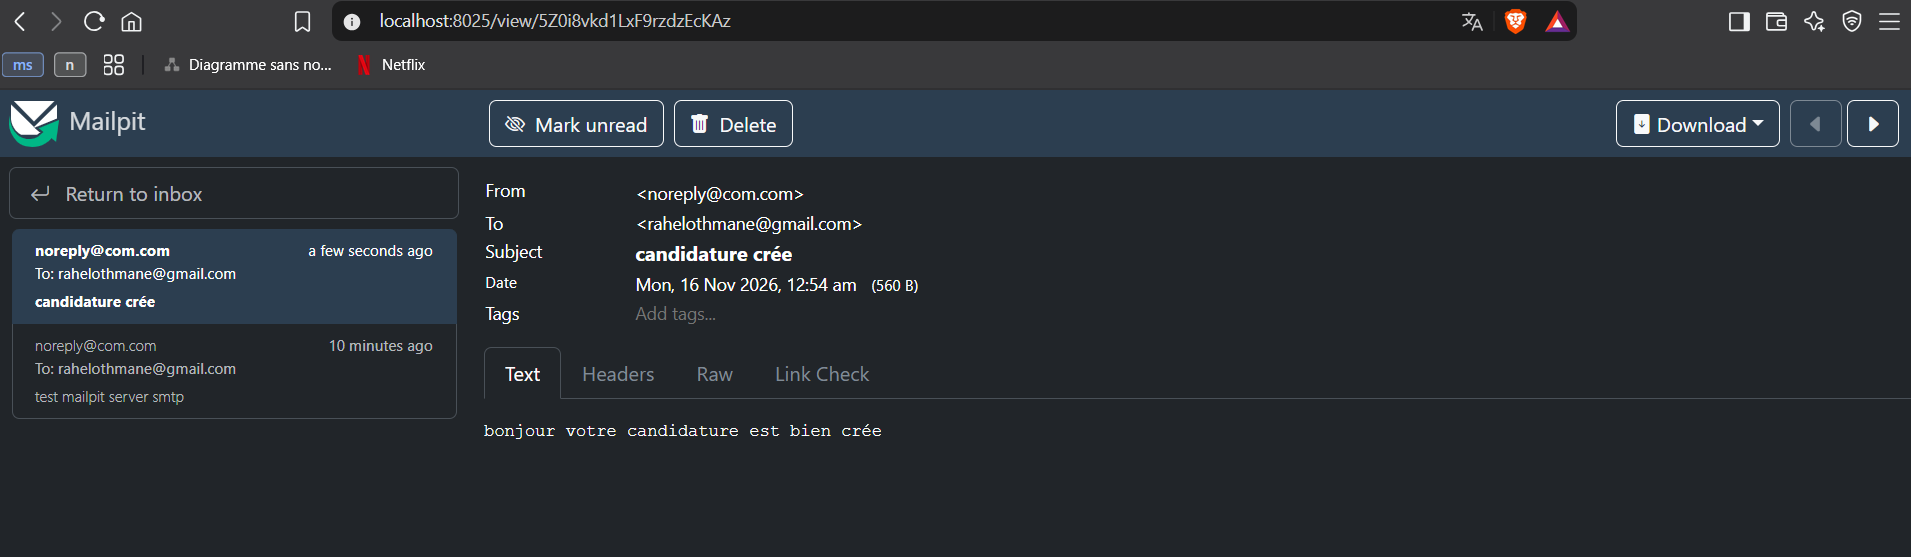 localhost:8025/view/5Z0i8vkd1LxF9rzdzEcKAz
ms n Diagramme sans no... Netflix
Mailpit Mark unread Delete Download
Return to inbox
noreply@com.com a few seconds ago
To: rahelothmane@gmail.com
candidature crée
noreply@com.com 10 minutes ago
To: rahelothmane@gmail.com
test mailpit server smtp
From <noreply@com.com>
To <rahelothmane@gmail.com>
Subject candidature crée
Date Mon, 16 Nov 2026, 12:54 am (560 B)
Tags Add tags...
Text Headers Raw Link Check
bonjour votre candidature est bien crée